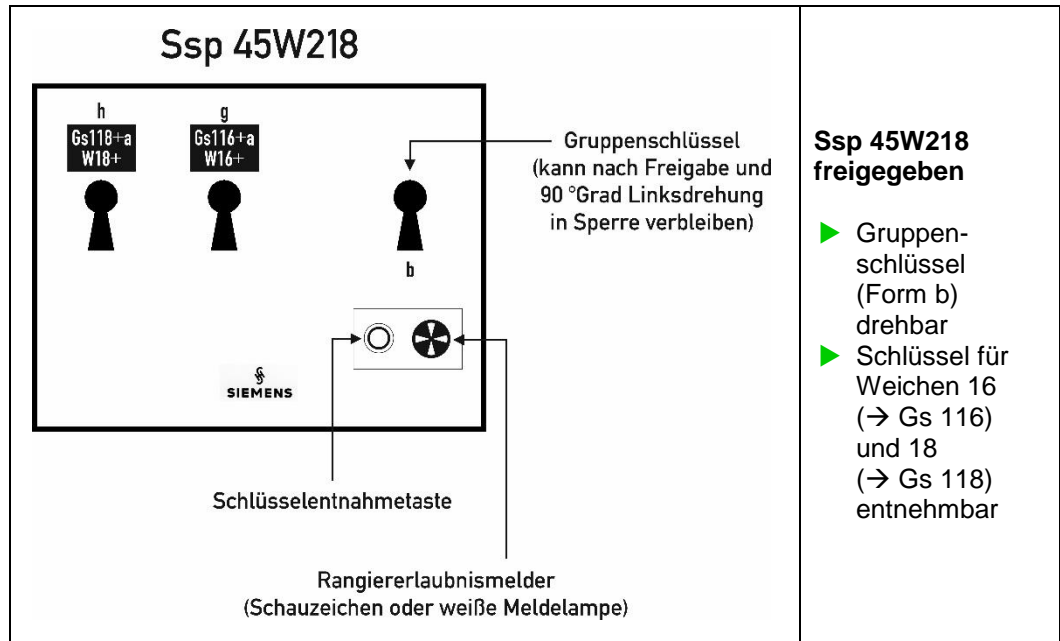 Ssp 45W218
h
Gs118+a
W18+
g
Gs116+a
W16+
Gruppenschlüssel
(kann nach Freigabe und
90 °Grad Linksdrehung
in Sperre verbleiben)
b
SIEMENS
Schlüsselentnahmetaste
Rangiererlaubnismelder
(Schauzeichen oder weiße Meldelampe)
Ssp 45W218
freigegeben
Gruppen-
schlüssel
(Form b)
drehbar
Schlüssel für
Weichen 16
(→ Gs 116)
und 18
(→ Gs 118)
entnehmbar